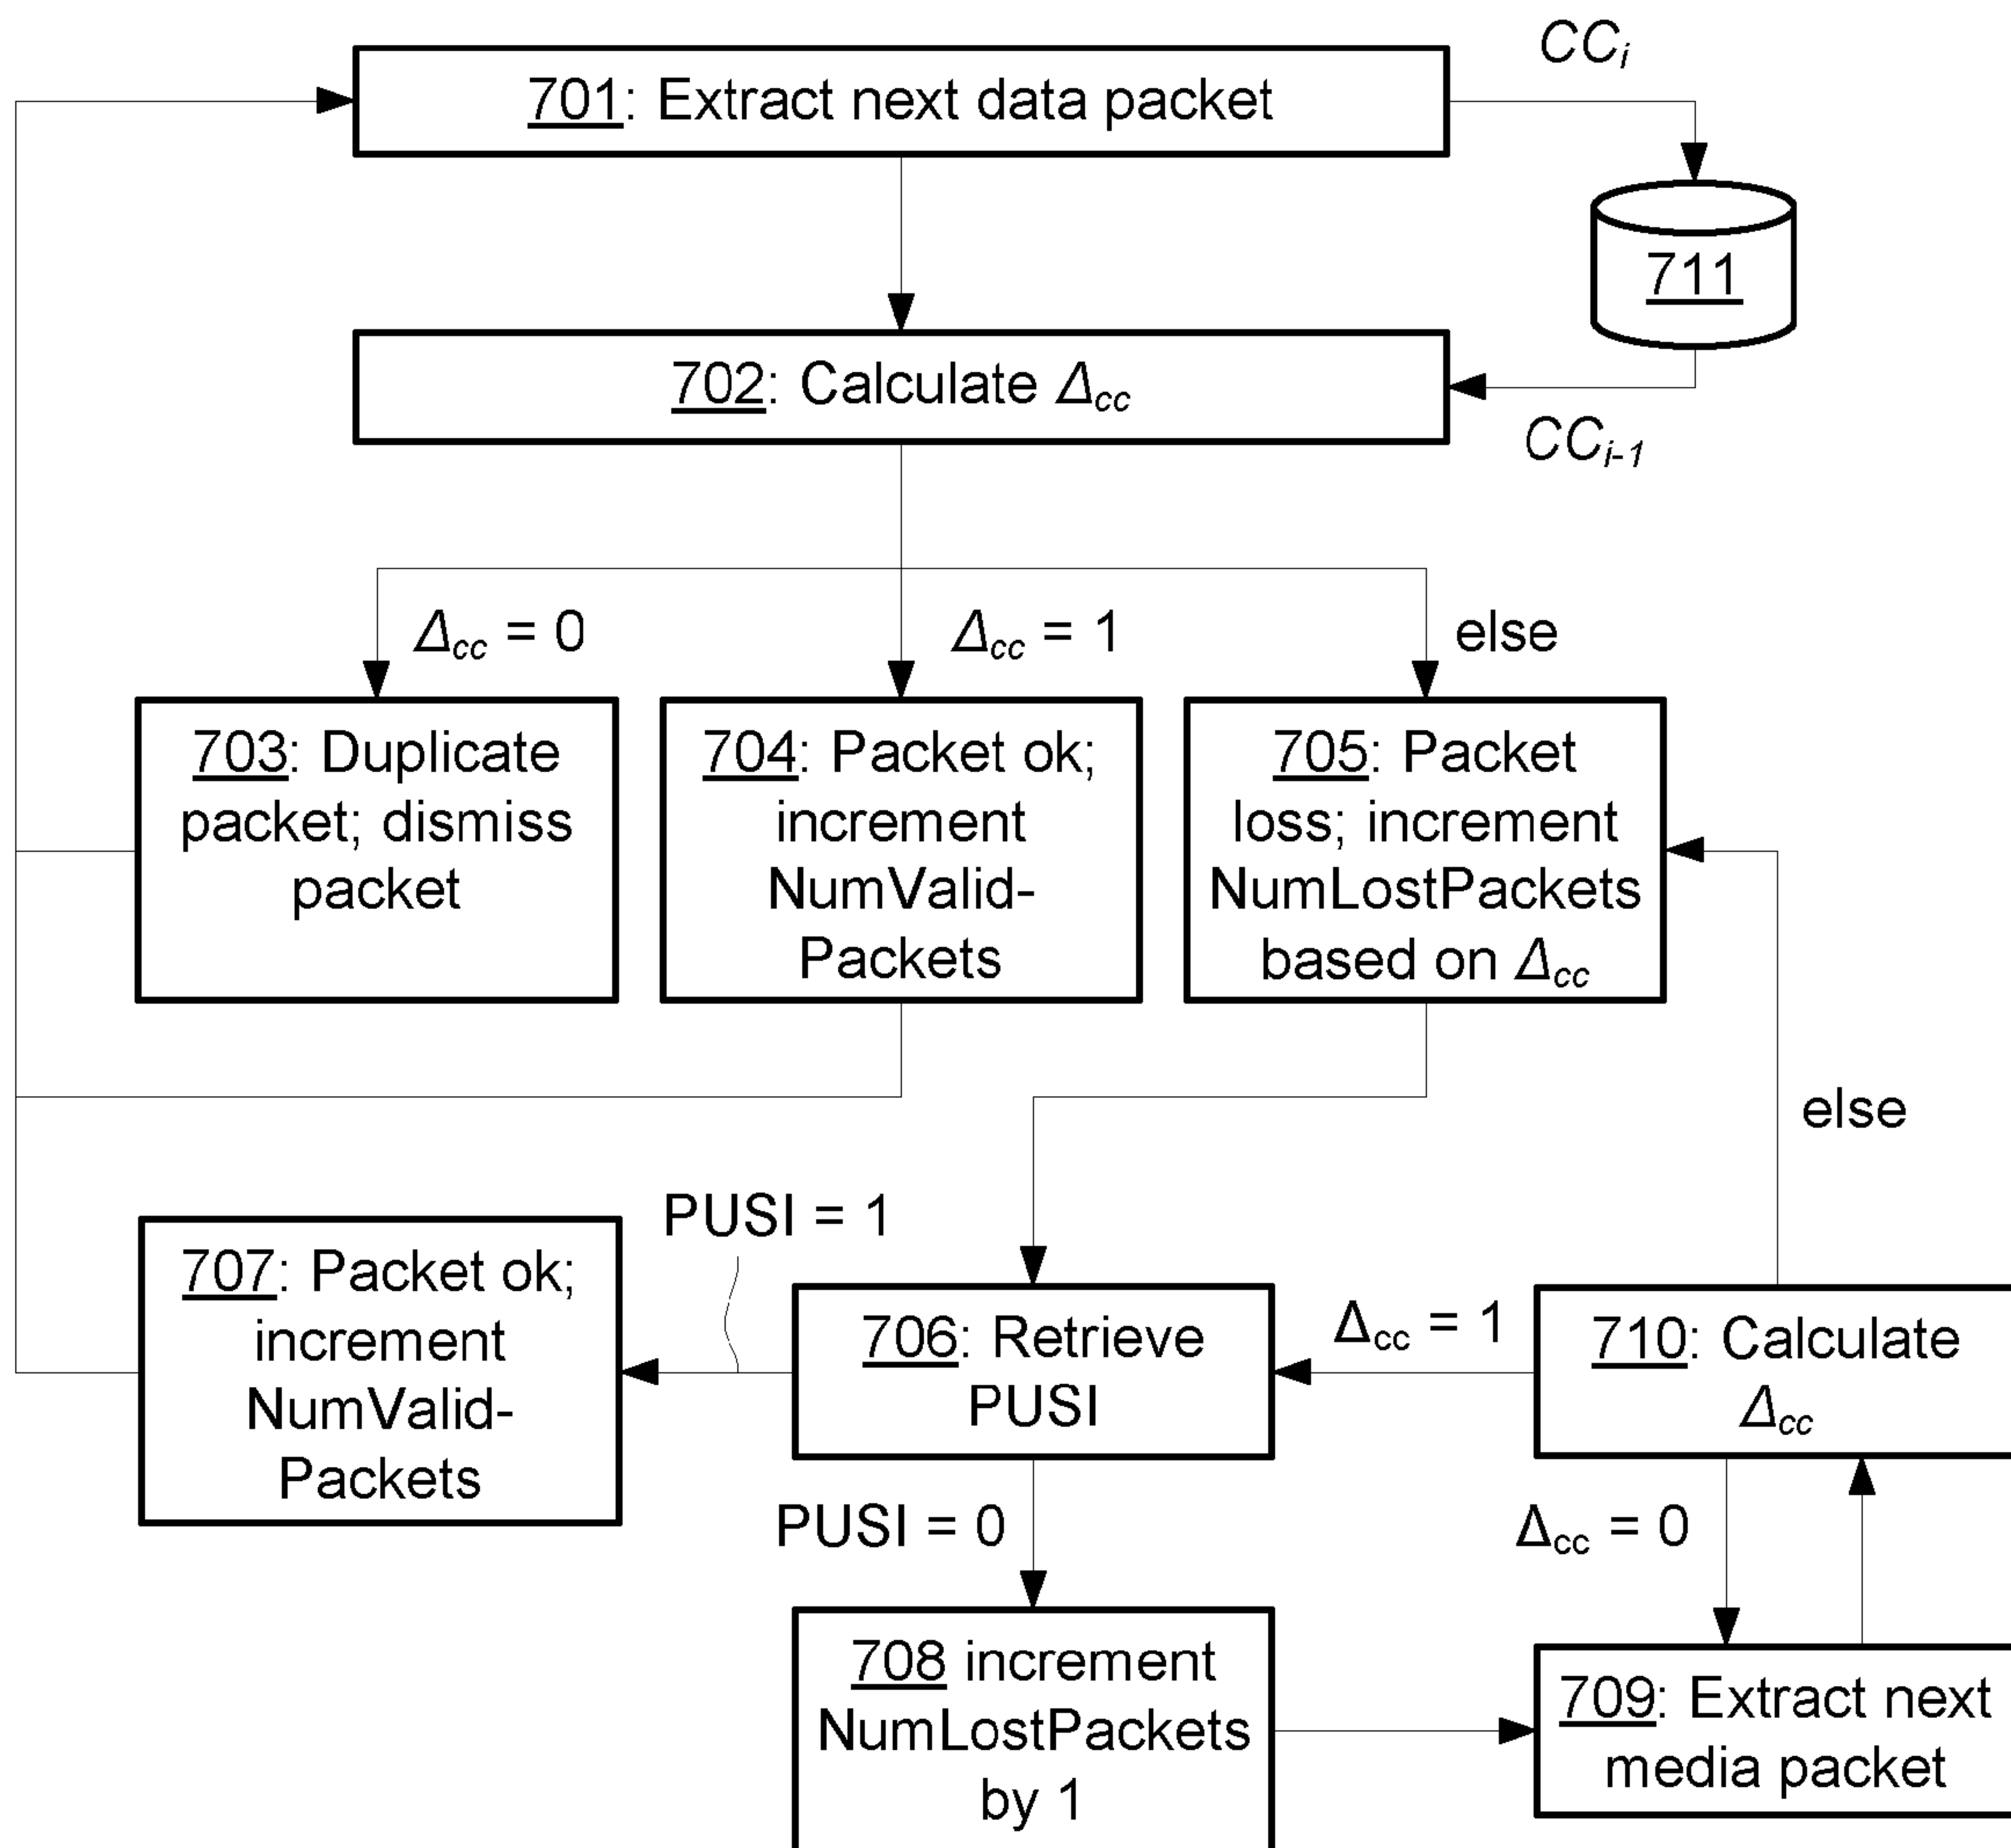 CCᵢ
701: Extract next data packet
711
702: Calculate Δcc
CCi-1
Δcc = 0
Δcc = 1
else
703: Duplicate
packet; dismiss
packet
704: Packet ok;
increment
NumValid-
Packets
705: Packet
loss; increment
NumLostPackets
based on Δcc
else
PUSI = 1
707: Packet ok;
increment
NumValid-
Packets
706: Retrieve
PUSI
Δcc = 1
710: Calculate
Δcc
PUSI = 0
Δcc = 0
708 increment
NumLostPackets
by 1
709: Extract next
media packet